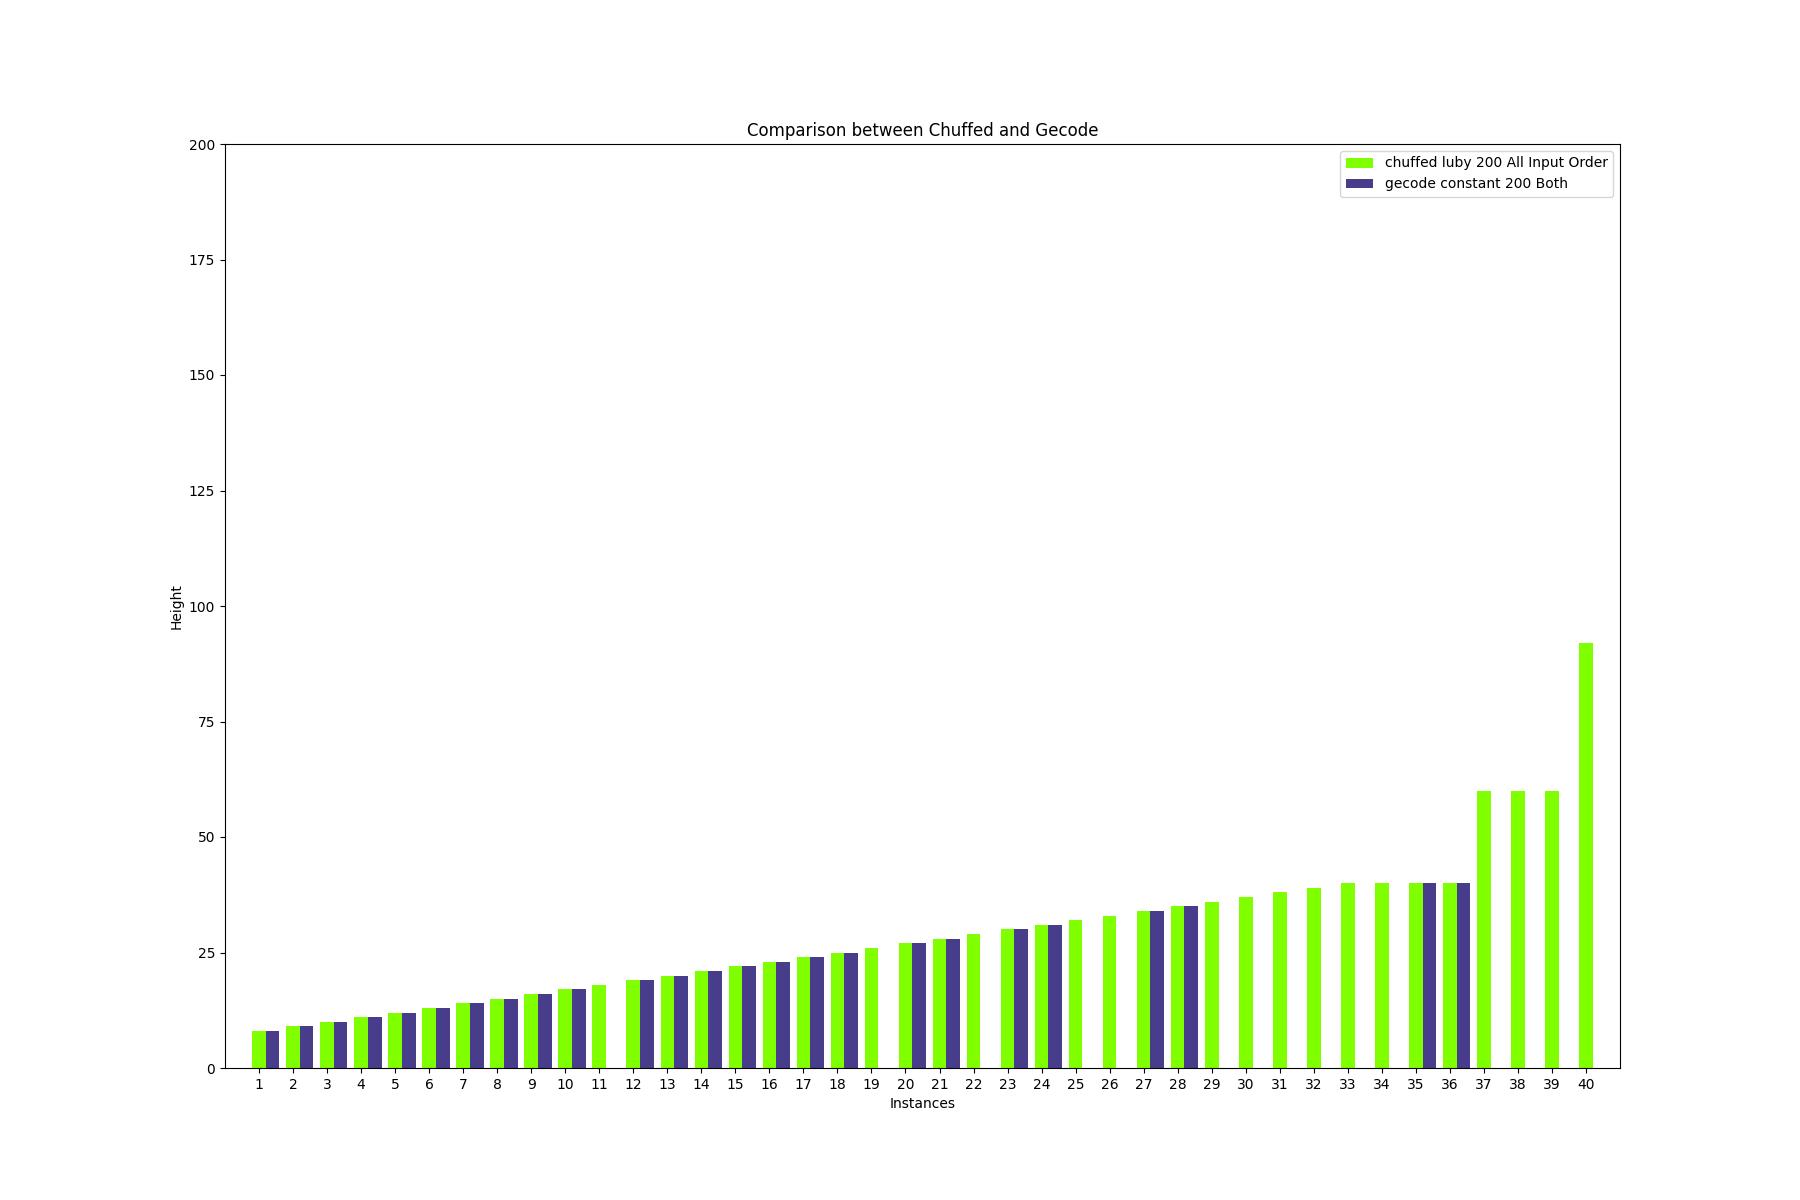 Comparison between Chuffed and Gecode
chuffed luby 200 All Input Order
gecode constant 200 Both
200
175
150
125
100
75
50
25
0
Height
1 2 3 4 5 6 7 8 9 10 11 12 13 14 15 16 17 18 19 20 21 22 23 24 25 26 27 28 29 30 31 32 33 34 35 36 37 38 39 40
Instances